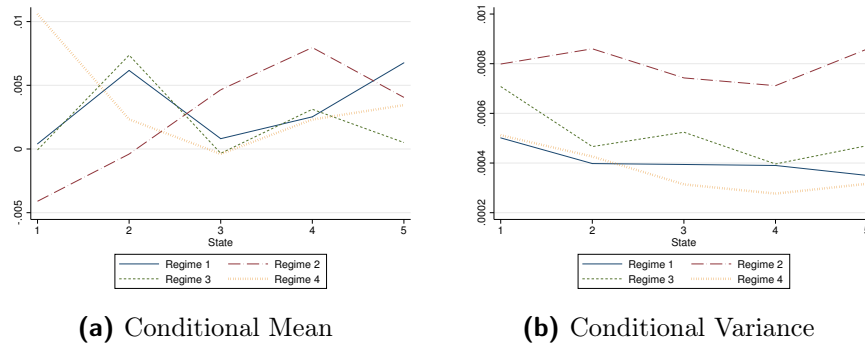 .01
.005
0
-.005
1 2 3 4 5
State
Regime 1 Regime 2
Regime 3 Regime 4
(a) Conditional Mean
.001
.0008
.0006
.0004
.0002
1 2 3 4 5
State
Regime 1 Regime 2
Regime 3 Regime 4
(b) Conditional Variance